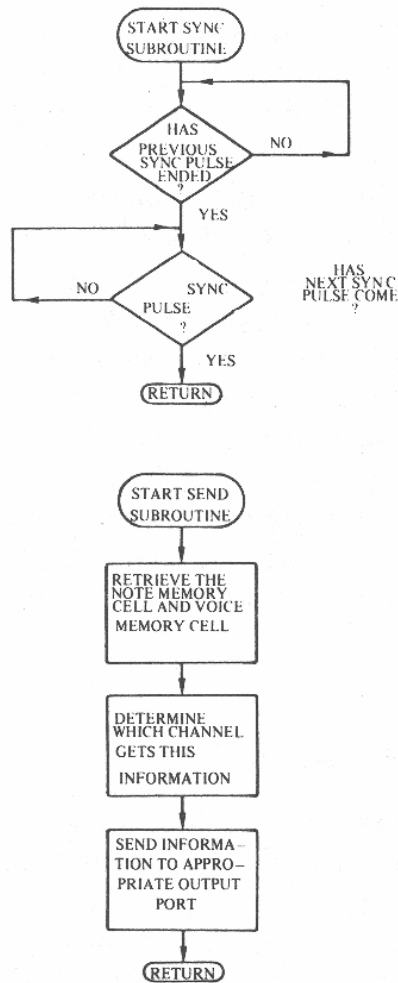 START SYNC
SUBROUTINE
HAS
PREVIOUS
SYNC PULSE
ENDED
?
NO
YES
SYNC
PULSE
?
NO
HAS
NEXT SYNC
PULSE COME
?
YES
RETURN
START SEND
SUBROUTINE
RETRIEVE THE
NOTE MEMORY
CELL AND VOICE
MEMORY CELL
DETERMINE
WHICH CHANNEL
GETS THIS
INFORMATION
SEND INFORMA–
TION TO APPRO–
PRIATE OUTPUT
PORT
RETURN